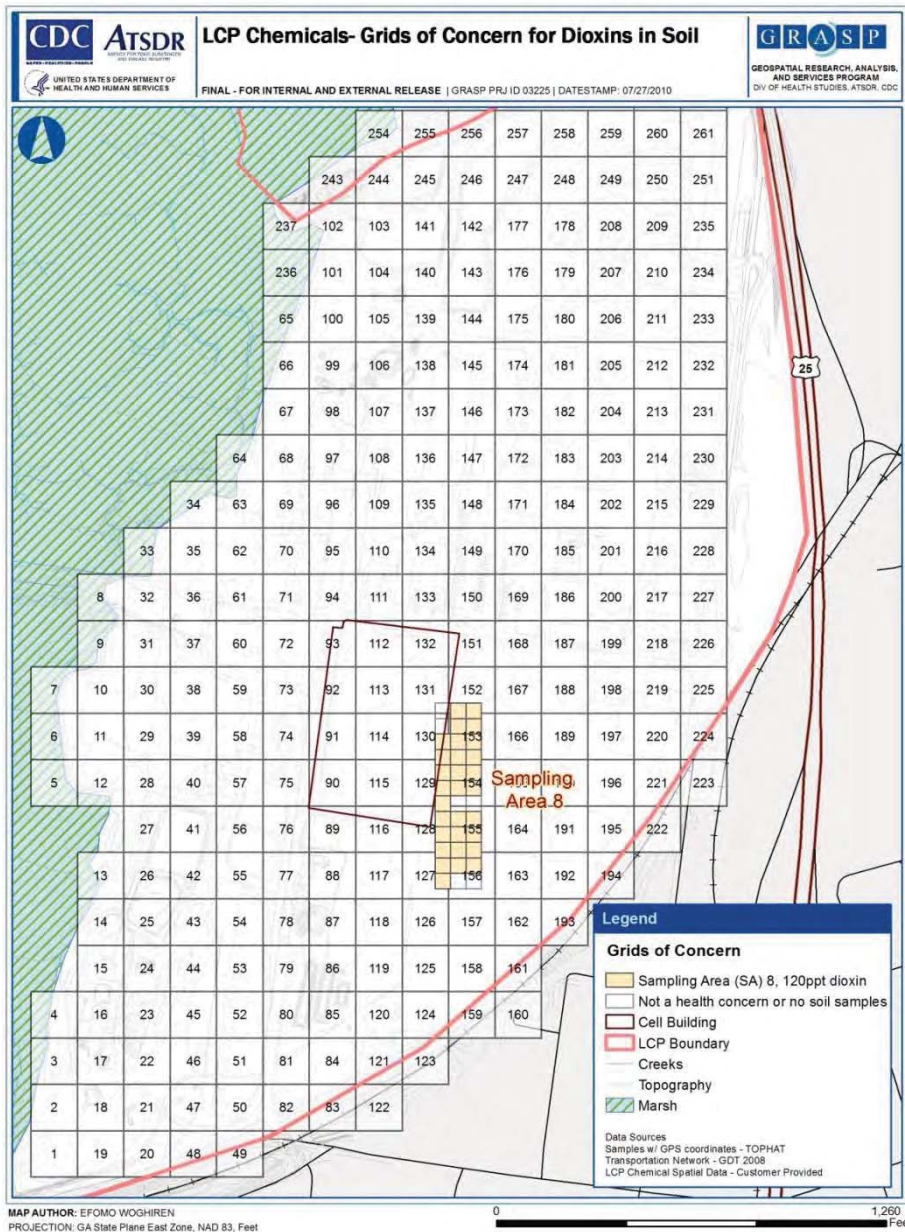 CDC ATSDR
SAFER • HEALTHIER • PEOPLE
AGENCY FOR TOXIC SUBSTANCES
AND DISEASE REGISTRY
UNITED STATES DEPARTMENT OF
HEALTH AND HUMAN SERVICES
LCP Chemicals- Grids of Concern for Dioxins in Soil
FINAL - FOR INTERNAL AND EXTERNAL RELEASE | GRASP PRJ ID 03225 | DATESTAMP: 07/27/2010
GRASP
GEOSPATIAL RESEARCH, ANALYSIS,
AND SERVICES PROGRAM
DIV OF HEALTH STUDIES, ATSDR, CDC
254 255 256 257 258 259 260 261
243 244 245 246 247 248 249 250 251
237 102 103 141 142 177 178 208 209 235
236 101 104 140 143 176 179 207 210 234
65 100 105 139 144 175 180 206 211 233
66 99 106 138 145 174 181 205 212 232
25
67 98 107 137 146 173 182 204 213 231
64 68 97 108 136 147 172 183 203 214 230
34 63 69 96 109 135 148 171 184 202 215 229
33 35 62 70 95 110 134 149 170 185 201 216 228
8 32 36 61 71 94 111 133 150 169 186 200 217 227
9 31 37 60 72 93 112 132 151 168 187 199 218 226
7 10 30 38 59 73 92 113 131 152 167 188 198 219 225
6 11 29 39 58 74 91 114 130 153 166 189 197 220 224
5 12 28 40 57 75 90 115 129 154 196 221 223
Sampling
Area 8
27 41 56 76 89 116 128 155 164 191 195 222
13 26 42 55 77 88 117 127 156 163 192 194
14 25 43 54 78 87 118 126 157 162 193
15 24 44 53 79 86 119 125 158 161
4 16 23 45 52 80 85 120 124 159 160
3 17 22 46 51 81 84 121 123
2 18 21 47 50 82 83 122
1 19 20 48 49
Legend
Grids of Concern
Sampling Area (SA) 8, 120ppt dioxin
Not a health concern or no soil samples
Cell Building
LCP Boundary
Creeks
Topography
Marsh
Data Sources
Samples w/ GPS coordinates - TOPHAT
Transportation Network - GDT 2008
LCP Chemical Spatial Data - Customer Provided
MAP AUTHOR: EFOMO WOGHIREN
PROJECTION: GA State Plane East Zone, NAD 83, Feet
0 1,260
Fee